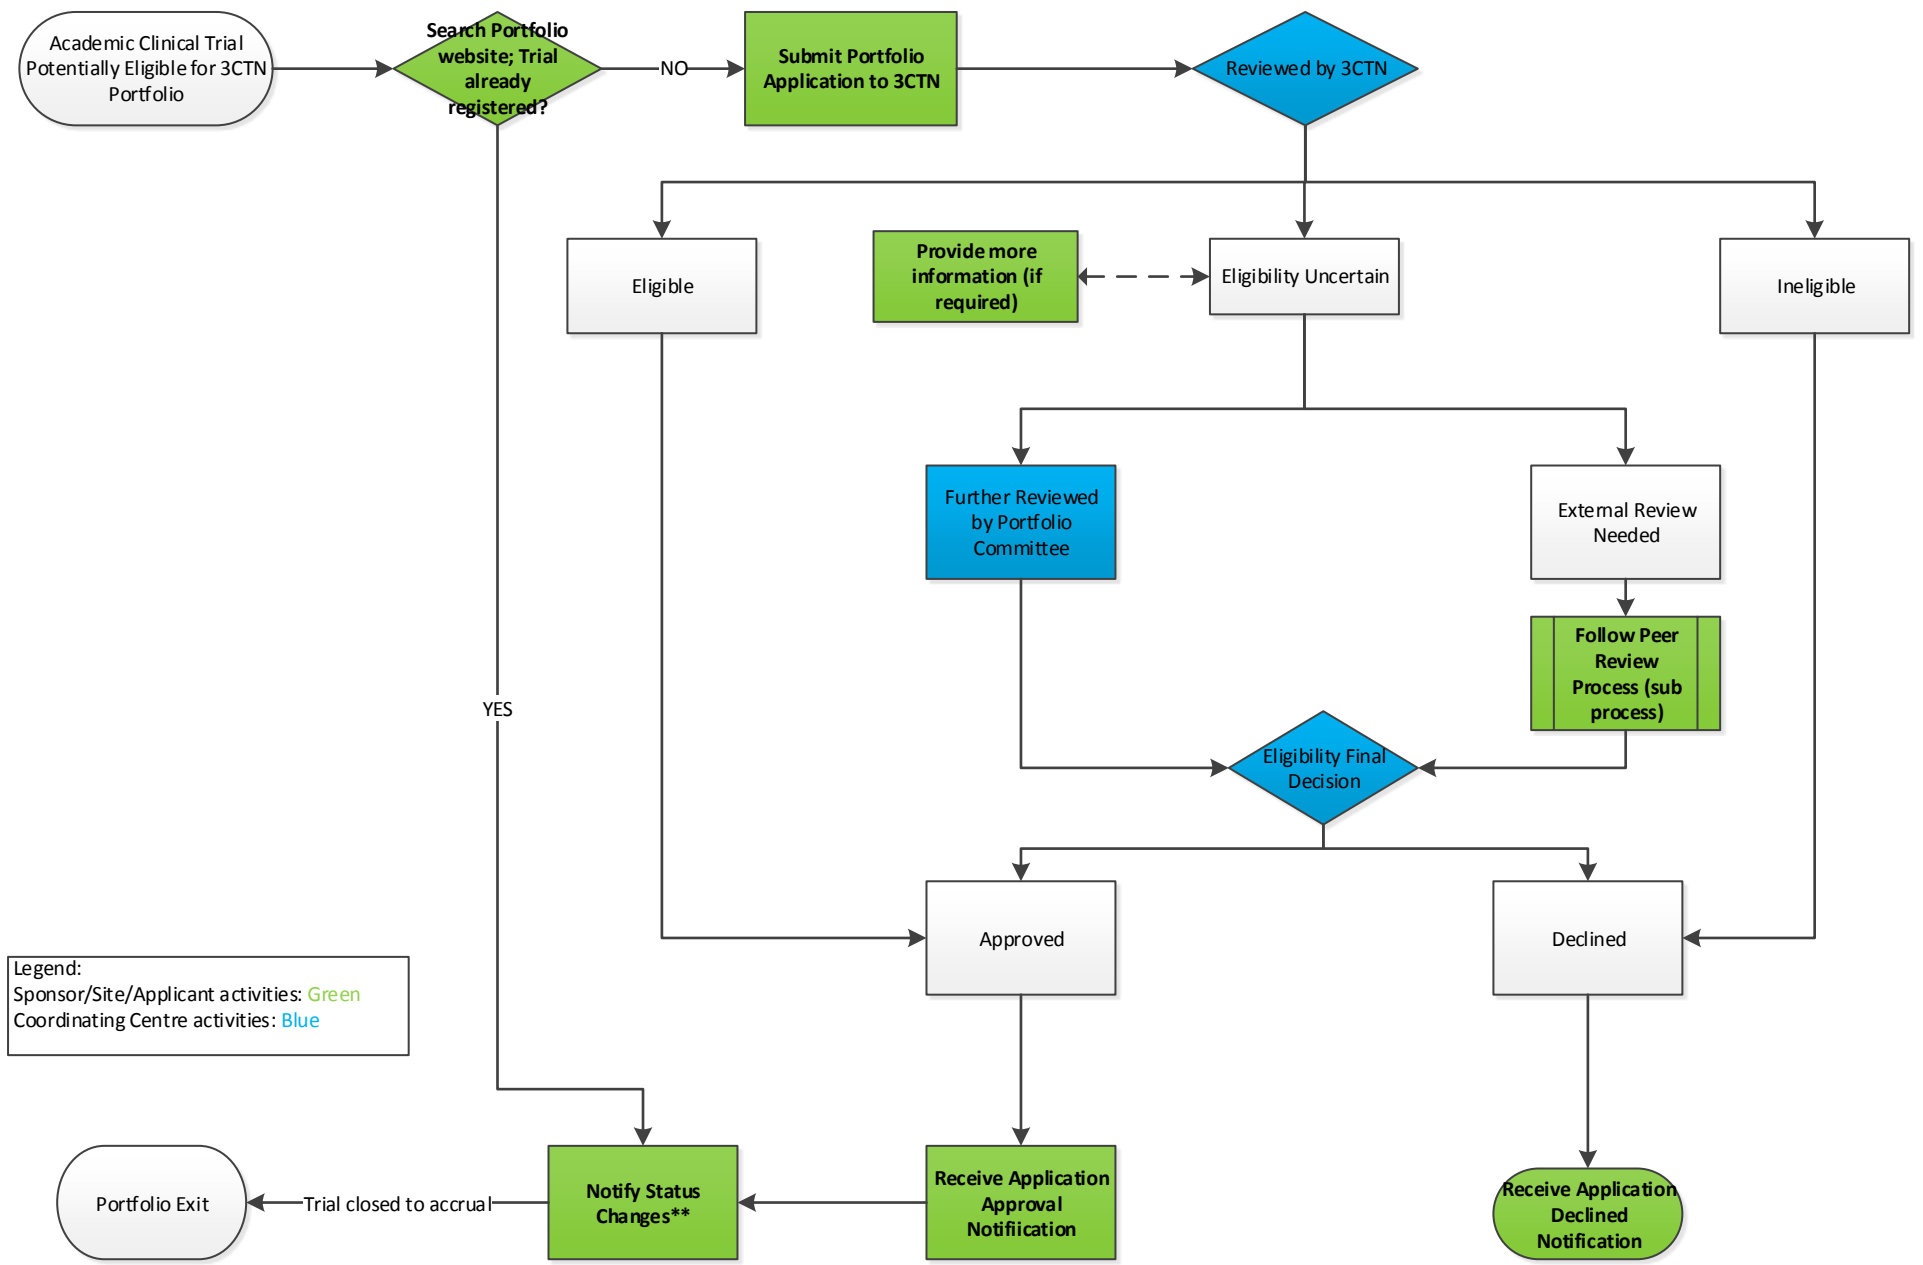 Academic Clinical Trial
Potentially Eligible for 3CTN
Portfolio
Search Portfolio
website; Trial
already
registered?
NO
Submit Portfolio
Application to 3CTN
Reviewed by 3CTN
Eligible
Provide more
information (if
required)
Eligibility Uncertain
Ineligible
Further Reviewed
by Portfolio
Committee
External Review
Needed
Follow Peer
Review
Process (sub
process)
YES
Eligibility Final
Decision
Approved
Declined
Legend:
Sponsor/Site/Applicant activities: Green
Coordinating Centre activities: Blue
Portfolio Exit
Trial closed to accrual
Notify Status
Changes**
Receive Application
Approval
Notifiication
Receive Application
Declined
Notification